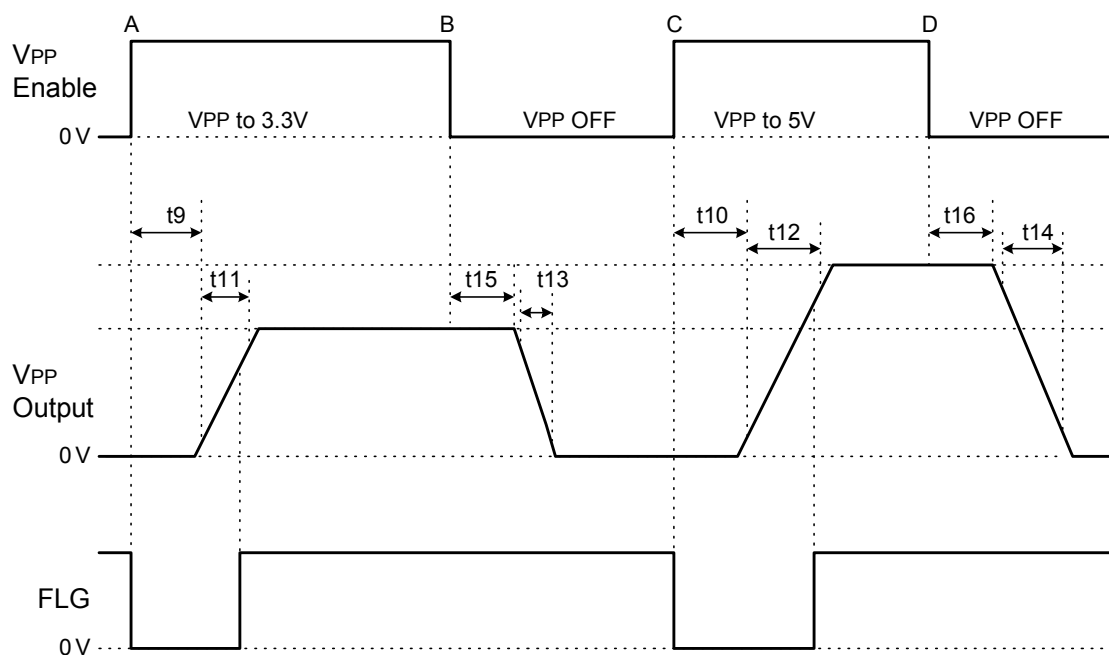 A B C D
VPP
Enable
0 V
VPP to 3.3V VPP OFF VPP to 5V VPP OFF
t9 t10 t12 t16 t14
t11 t15 t13
VPP
Output
0 V
FLG
0 V